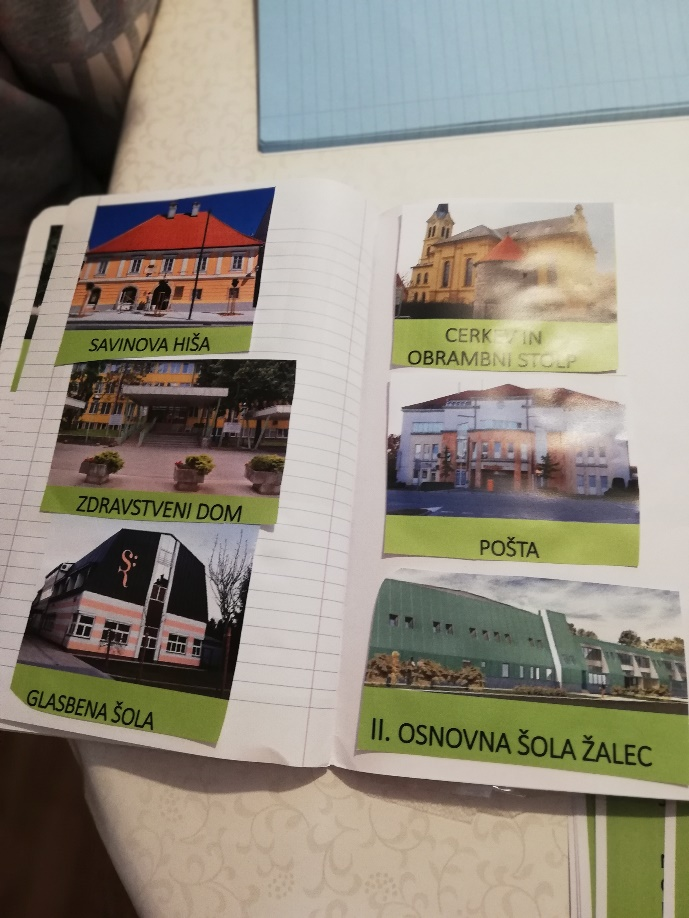 SAVINOVA HIŠA
ZDRAVSTVENI DOM
GLASBENA ŠOLA
CERKEV IN
OBRAMBNI STOLP
POŠTA
II. OSNOVNA ŠOLA ŽALEC